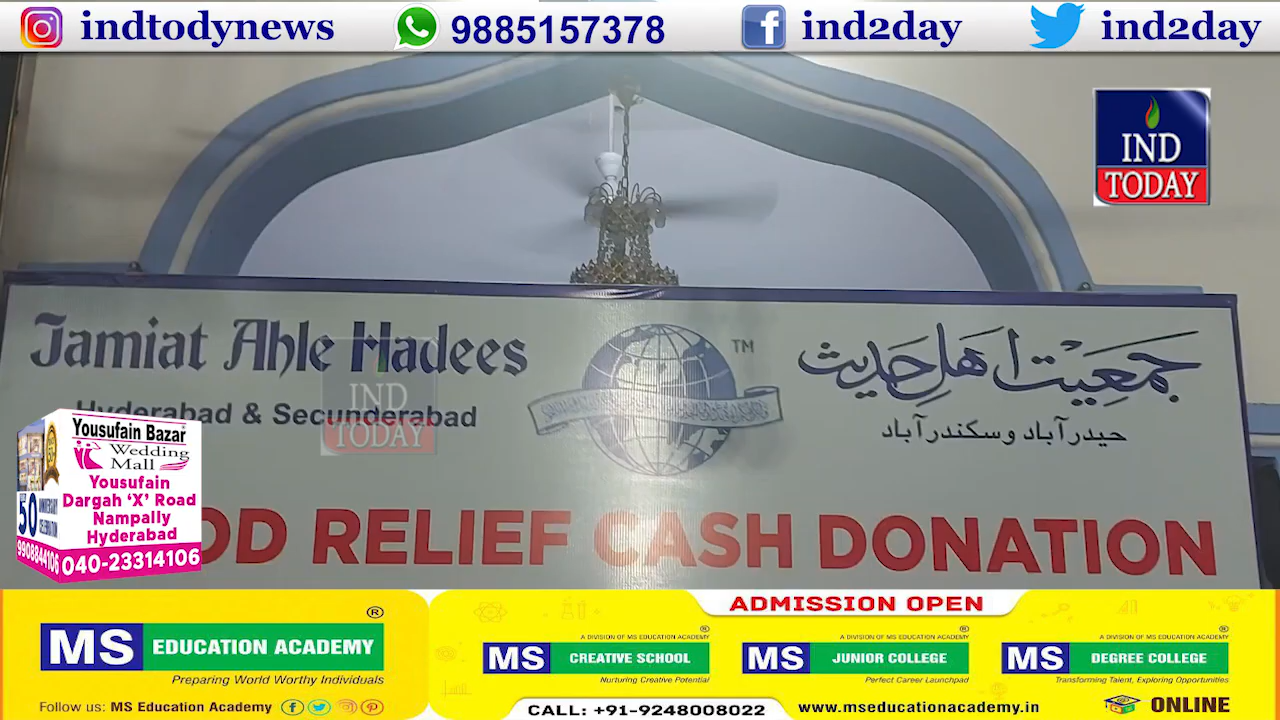 indtodynews
9885157378
ind2day
ind2day
IND
TODAY
Jamiat Ahle Hadees
TM
جمعیت اهل حدیث
Hyderabad & Secunderabad
حیدرآباد وسکندرآباد
IND
TODAY
OD RELIEF CASH DONATION
Yousufain Bazar
Wedding
Mall
Yousufain
Dargah ‘X’ Road
Nampally
Hyderabad
50
9908844106
040-23314106
MS EDUCATION ACADEMY ®
Preparing World Worthy Individuals
Follow us: MS Education Academy
ADMISSION OPEN
A DIVISION OF MS EDUCATION ACADEMY ®
MS CREATIVE SCHOOL
Nurturing Creative Potential
A DIVISION OF MS EDUCATION ACADEMY ®
MS JUNIOR COLLEGE
Perfect Career Launchpad
A DIVISION OF MS EDUCATION ACADEMY ®
MS DEGREE COLLEGE
Transforming Talent, Exploring Opportunities
CALL: +91-9248008022
www.mseducationacademy.in
ONLINE